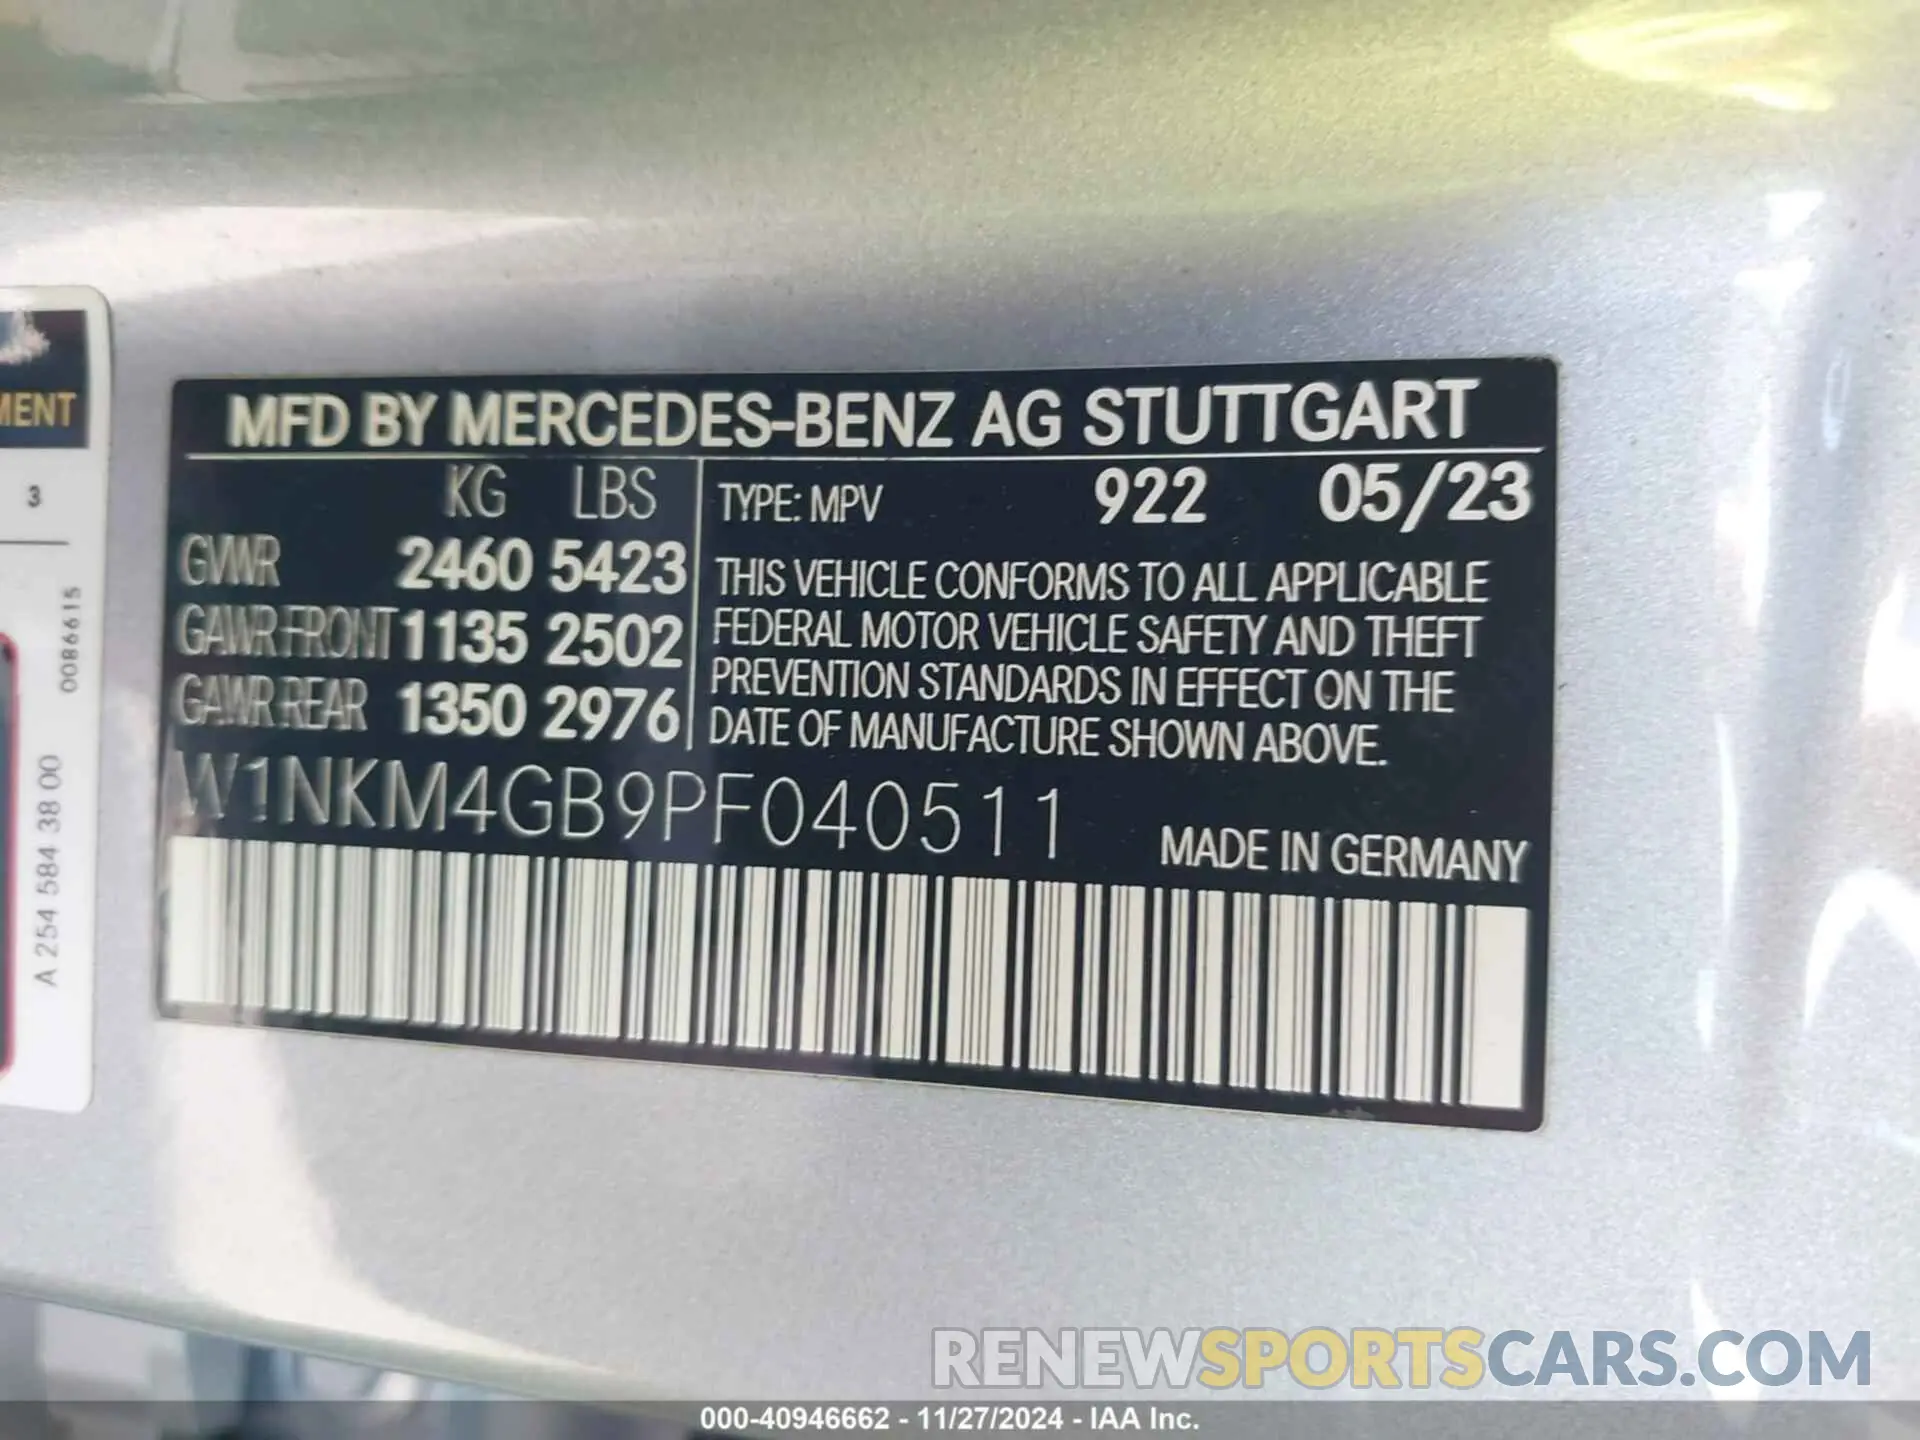 MFD BY MERCEDES-BENZ AG STUTTGART
KG LBS
GVWR 2460 5423
GAWR FRONT 1135 2502
GAWR REAR 1350 2976
TYPE: MPV 922 05/23
THIS VEHICLE CONFORMS TO ALL APPLICABLE
FEDERAL MOTOR VEHICLE SAFETY AND THEFT
PREVENTION STANDARDS IN EFFECT ON THE
DATE OF MANUFACTURE SHOWN ABOVE.
W1NKM4GB9PF040511
MADE IN GERMANY
MENT
3
0086615
A 254 584 38 00
RENEWSPORTSCARS.COM
000-40946662 - 11/27/2024 - IAA Inc.